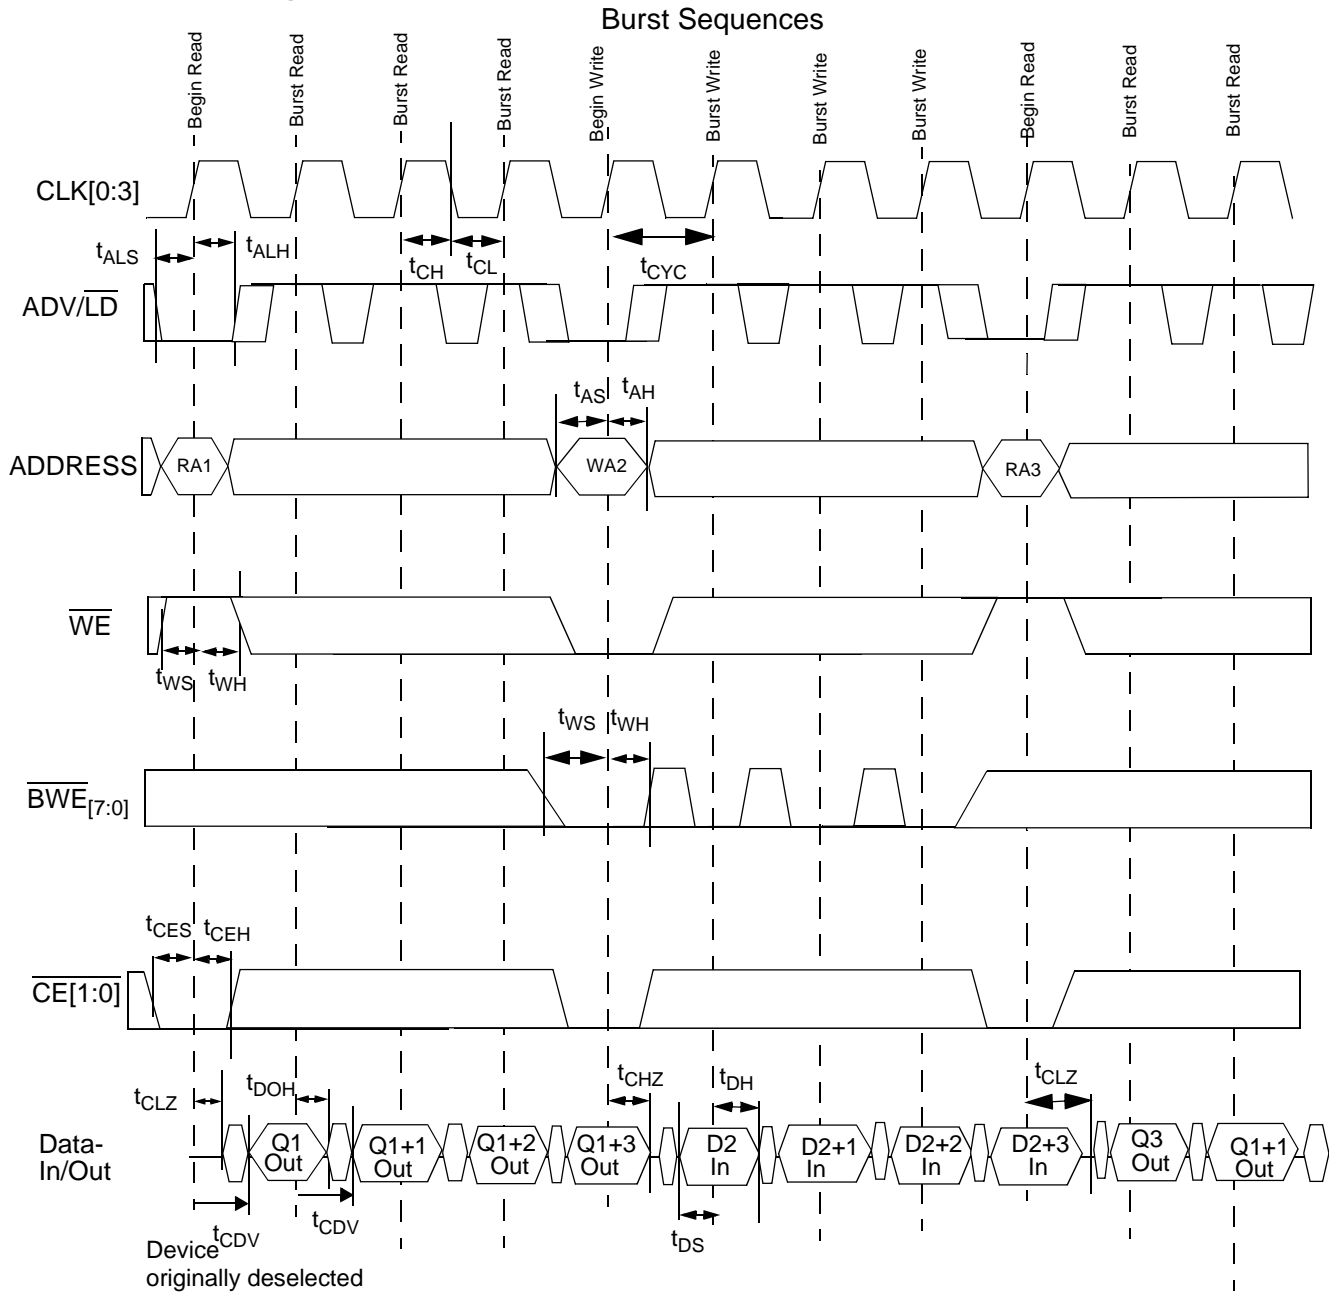 Burst Sequences
Begin Read
Burst Read
Burst Read
Burst Read
Begin Write
Burst Write
Burst Write
Burst Write
Begin Read
Burst Read
Burst Read
CLK[0:3]
tALS
tALH
tCH
tCL
tCYC
ADV/LD
tAS
tAH
ADDRESS
RA1
WA2
RA3
WE
tWS
tWH
tWS
tWH
BWE[7:0]
tCES
tCEH
CE[1:0]
tCLZ
tDOH
tCHZ
tDH
tCLZ
Data-
In/Out
Q1
Out
Q1+1
Out
Q1+2
Out
Q1+3
Out
D2
In
D2+1
In
D2+2
In
D2+3
In
Q3
Out
Q1+1
Out
tCDV
tCDV
tDS
Device
originally deselected